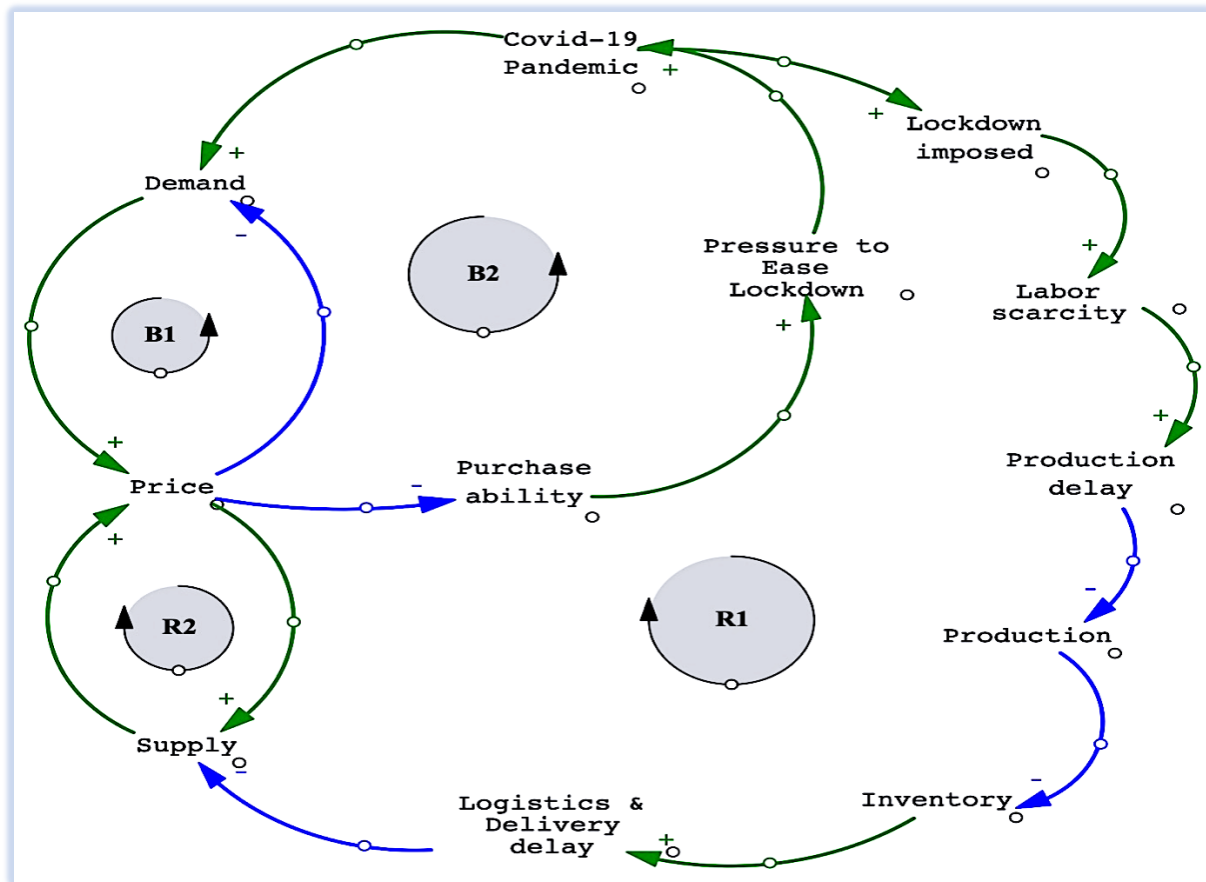 Covid-19
Pandemic
+
+
Lockdown
imposed
+
Demand
-
+
Pressure to
Ease
Lockdown
+
B2
Labor
scarcity
B1
+
+
Production
delay
Price
-
Purchase
ability
+
-
R2
R1
Production
+
Supply
-
-
Inventory
Logistics &
Delivery
delay
+